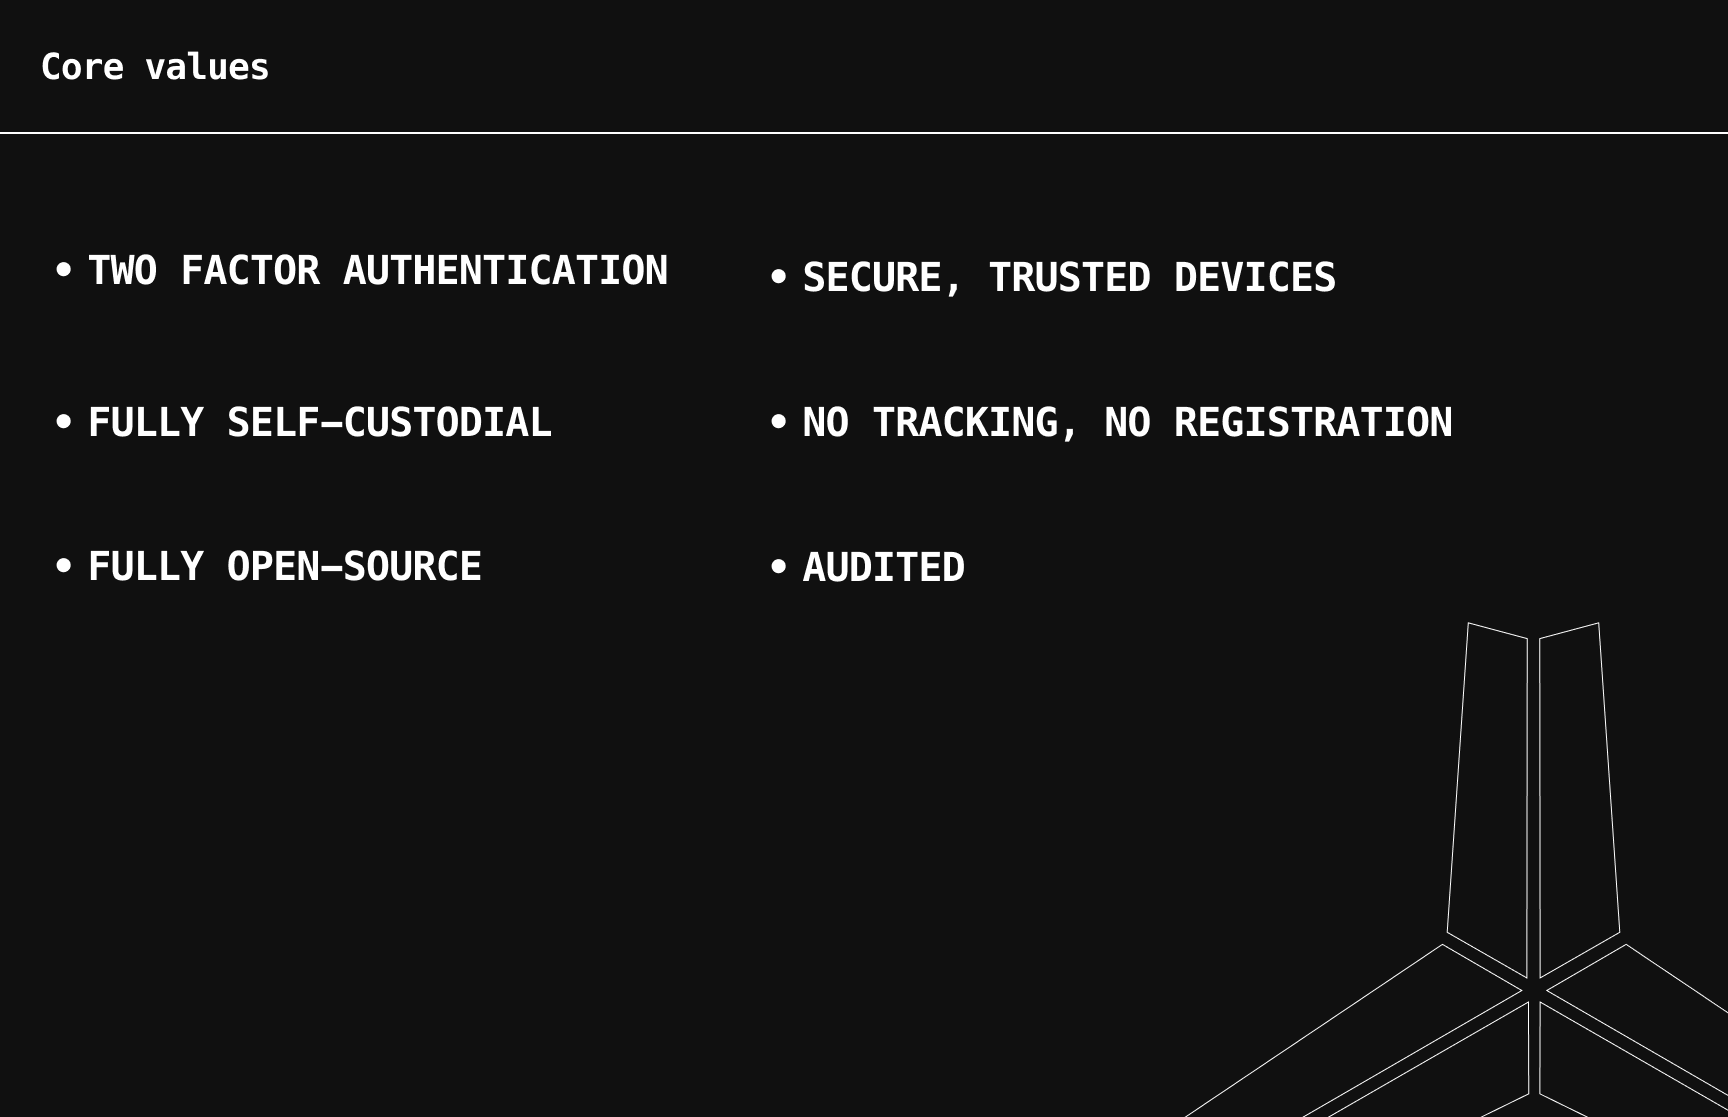 Core values
• TWO FACTOR AUTHENTICATION
• FULLY SELF–CUSTODIAL
• FULLY OPEN–SOURCE
• SECURE, TRUSTED DEVICES
• NO TRACKING, NO REGISTRATION
• AUDITED